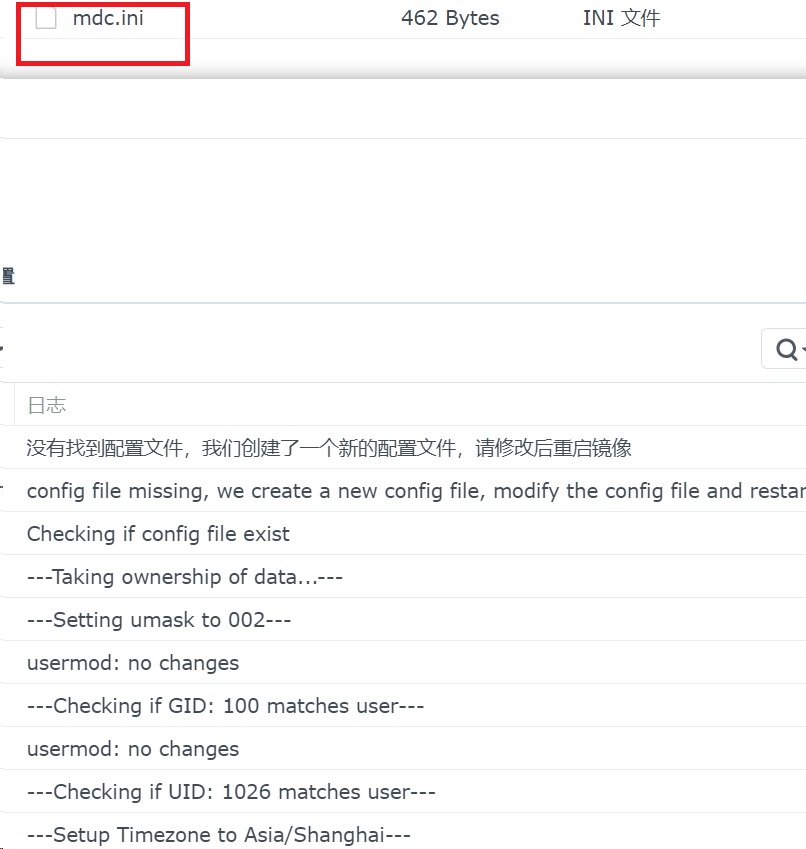 mdc.ini 462 Bytes INI 文件
置
日志
没有找到配置文件，我们创建了一个新的配置文件，请修改后重启镜像
config file missing, we create a new config file, modify the config file and restar
Checking if config file exist
---Taking ownership of data...---
---Setting umask to 002---
usermod: no changes
---Checking if GID: 100 matches user---
usermod: no changes
---Checking if UID: 1026 matches user---
---Setup Timezone to Asia/Shanghai---